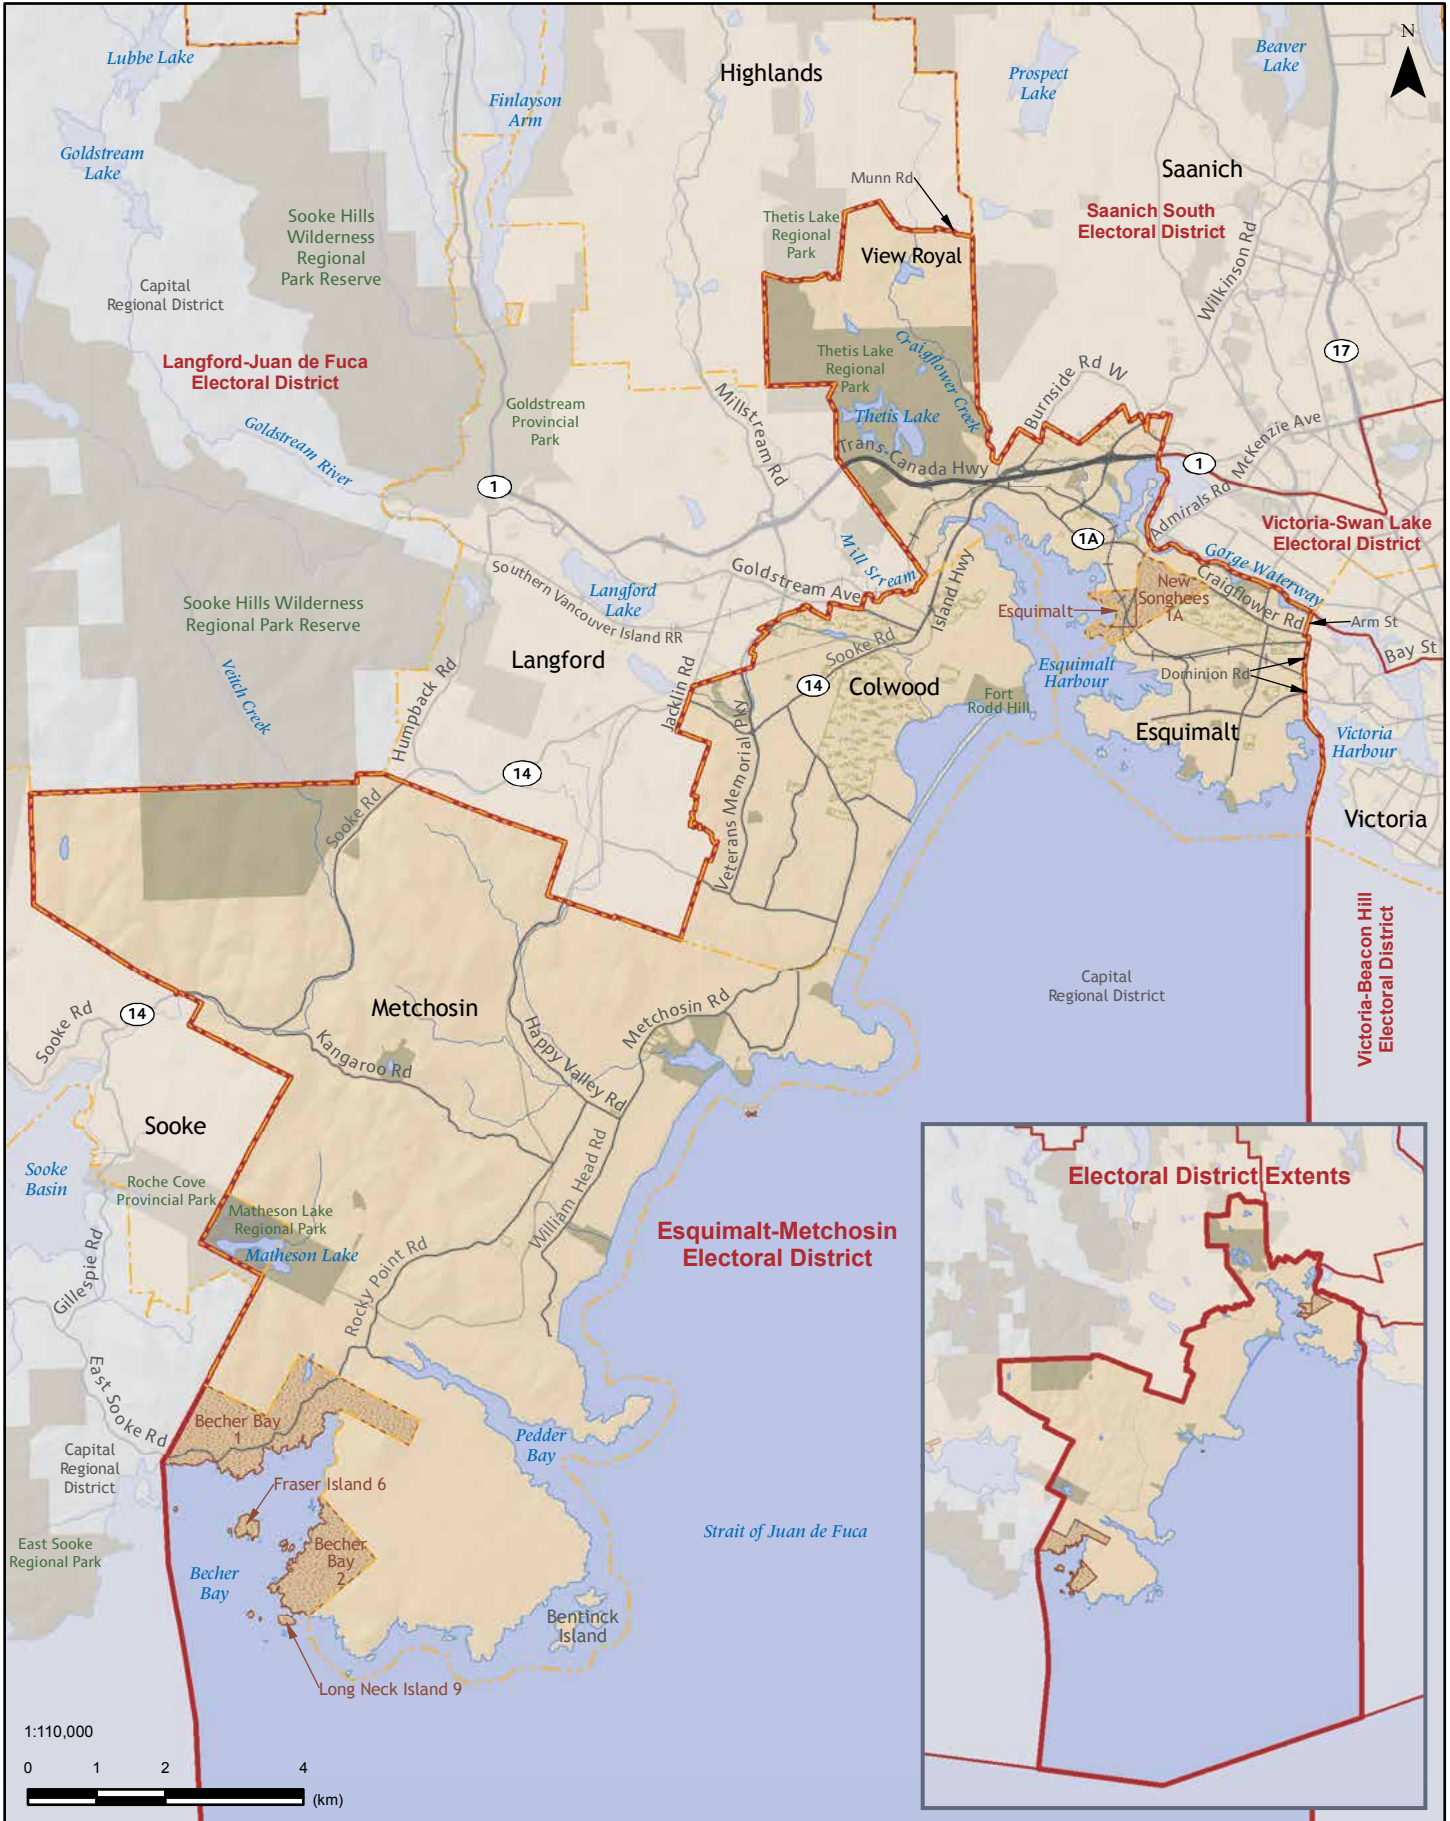 Lubbe Lake
Highlands
N
Beaver
Lake
Prospect
Lake
Finlayson
Arm
Goldstream
Lake
Saanich
Munn Rd
Saanich South
Electoral District
Thetis Lake
Regional
Park
Sooke Hills
Wilderness
Regional
Park Reserve
View Royal
Wilkinson Rd
Capital
Regional District
17
Langford-Juan de Fuca
Electoral District
Thetis Lake
Regional
Park
Craigflower Creek
Burnside Rd W
Goldstream
Provincial
Park
Millstream Rd
Thetis Lake
Goldstream River
McKenzie Ave
Trans-Canada Hwy
1
1
Admirals Rd
Victoria-Swan Lake
Electoral District
1A
Mill Srream
Gorge Waterway
Goldstream Ave
Southern Vancouver Island RR
Langford
Lake
Island Hwy
New
Songhees
1A
Craigflower Rd
Sooke Hills Wilderness
Regional Park Reserve
Esquimalt
Arm St
Sooke Rd
Bay St
Langford
Esquimalt
Harbour
Dominion Rd
Veitch Creek
Humpback Rd
Jacklin Rd
14
Colwood
Fort
Rodd Hill
Esquimalt
Victoria
Harbour
14
Veterans Memorial Pky
Sooke Rd
Victoria
Victoria-Beacon Hill
Electoral District
Capital
Regional District
Metchosin
Metchosin Rd
14
Sooke Rd
Kangaroo Rd
Happy Valley Rd
Sooke
William Head Rd
Sooke
Basin
Roche Cove
Provincial Park
Electoral District Extents
Matheson Lake
Regional Park
Matheson Lake
Esquimalt-Metchosin
Electoral District
Gillespie Rd
Rocky Point Rd
East Sooke Rd
Becher Bay
1
Pedder
Bay
Capital
Regional
District
Fraser Island 6
Strait of Juan de Fuca
East Sooke
Regional Park
Becher
Bay
2
Becher
Bay
Bentinck
Island
Long Neck Island 9
1:110,000
0 1 2 4
(km)